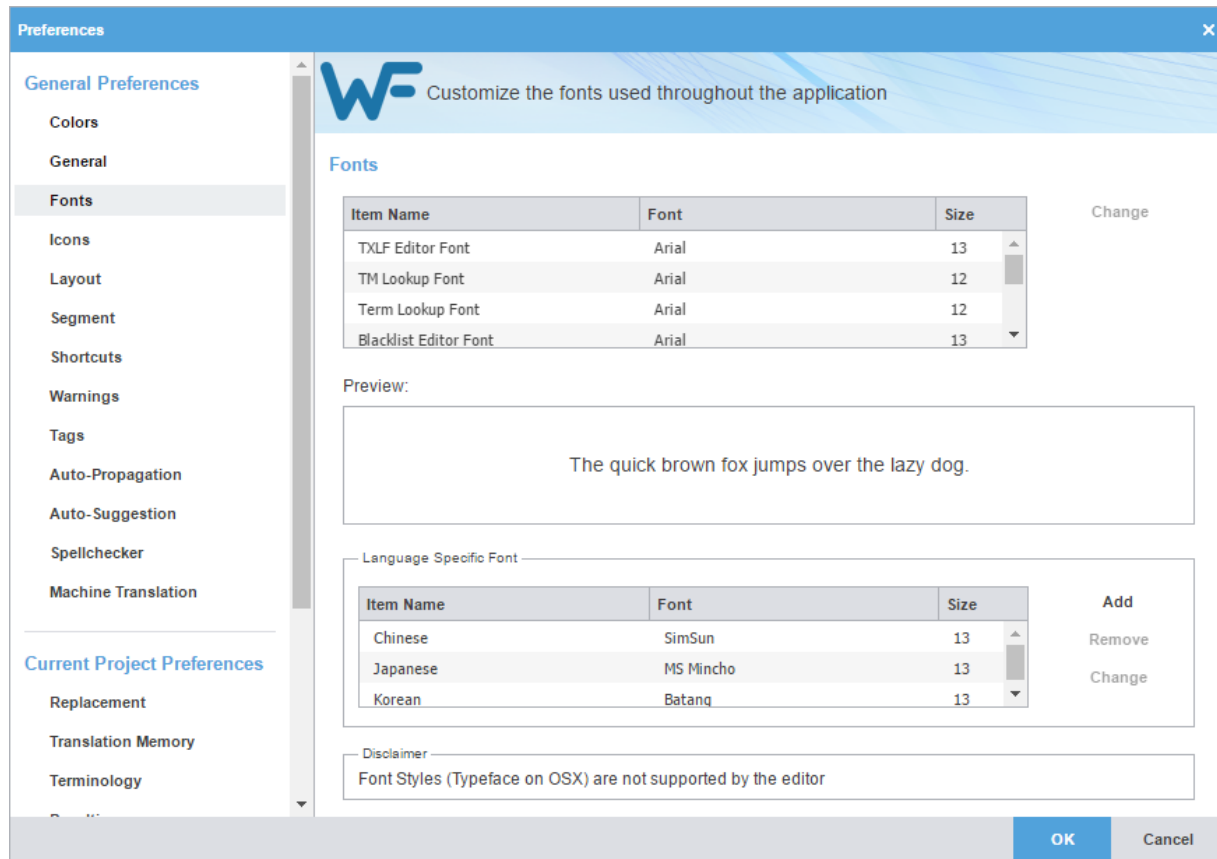 Preferences
General Preferences
Colors
General
Fonts
Icons
Layout
Segment
Shortcuts
Warnings
Tags
Auto-Propagation
Auto-Suggestion
Spellchecker
Machine Translation
Current Project Preferences
Replacement
Translation Memory
Terminology
WF Customize the fonts used throughout the application
Fonts
Item Name Font Size Change
TXLF Editor Font Arial 13
TM Lookup Font Arial 12
Term Lookup Font Arial 12
Blacklist Editor Font Arial 13
Preview:
The quick brown fox jumps over the lazy dog.
Language Specific Font
Item Name Font Size Add
Chinese SimSun 13
Remove
Japanese MS Mincho 13
Change
Korean Batang 13
Disclaimer
Font Styles (Typeface on OSX) are not supported by the editor
OK Cancel